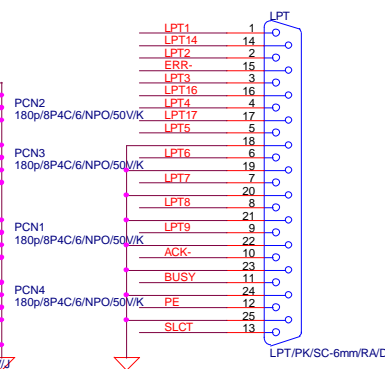 LPT
LPT1 1
LPT14 14
LPT2 2
ERR- 15
LPT3 3
LPT16 16
LPT4 4
LPT17 17
LPT5 5
18
LPT6 6
19
LPT7 7
20
LPT8 8
21
LPT9 9
22
ACK- 10
23
BUSY 11
24
PE 12
25
SLCT 13
LPT/PK/SC-6mm/RA/D
PCN2
180p/8P4C/6/NPO/50V/K
PCN3
180p/8P4C/6/NPO/50V/K
PCN1
180p/8P4C/6/NPO/50V/K
PCN4
180p/8P4C/6/NPO/50V/K